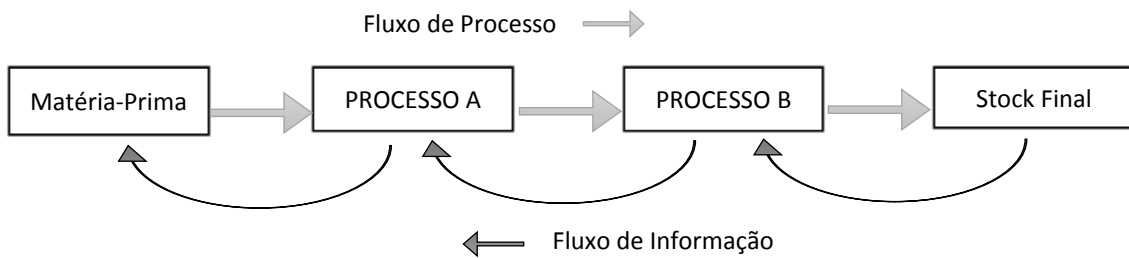 Fluxo de Processo
Matéria-Prima
PROCESSO A
PROCESSO B
Stock Final
Fluxo de Informação